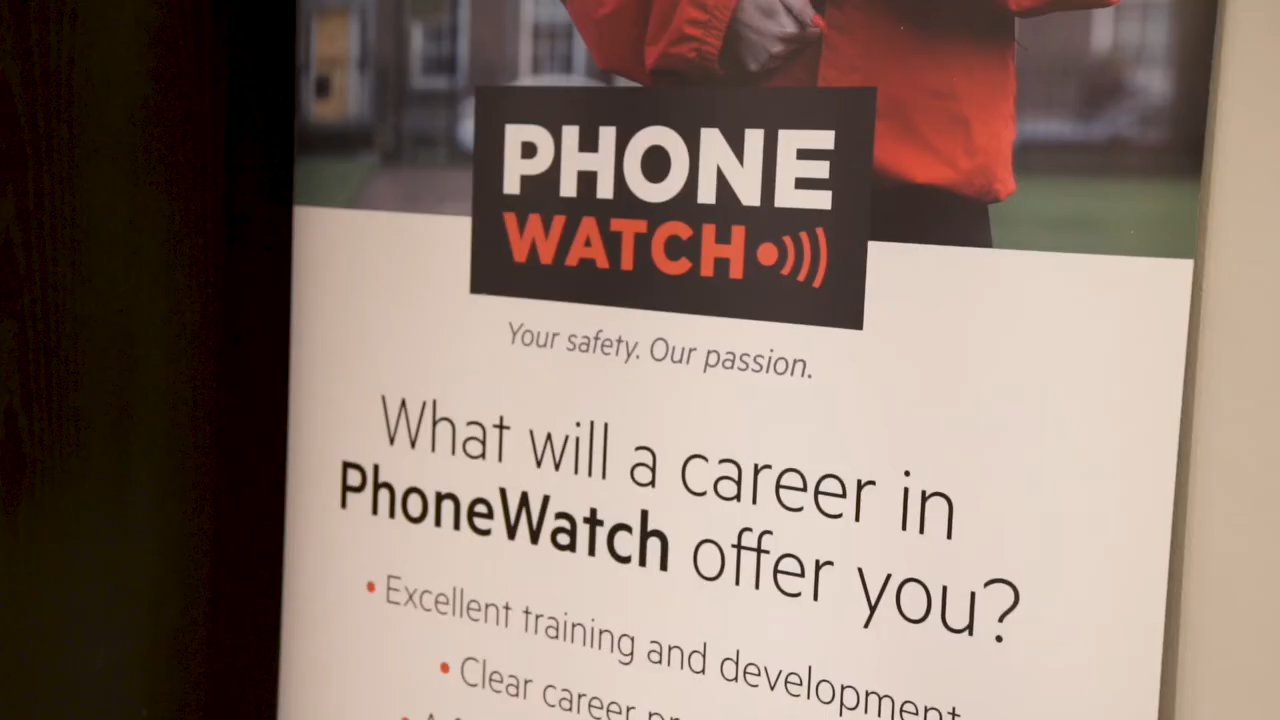 PHONE
WATCH
Your safety. Our passion.
What will a career in
PhoneWatch offer you?
• Excellent training and development
• Clear career